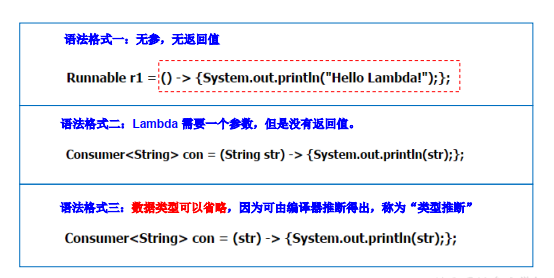 语法格式一：无参，无返回值
Runnable r1 = () -> {System.out.println("Hello Lambda!");};
语法格式二：Lambda 需要一个参数，但是没有返回值。
Consumer<String> con = (String str) -> {System.out.println(str);};
语法格式三：数据类型可以省略，因为可由编译器推断得出，称为“类型推断”
Consumer<String> con = (str) -> {System.out.println(str);};